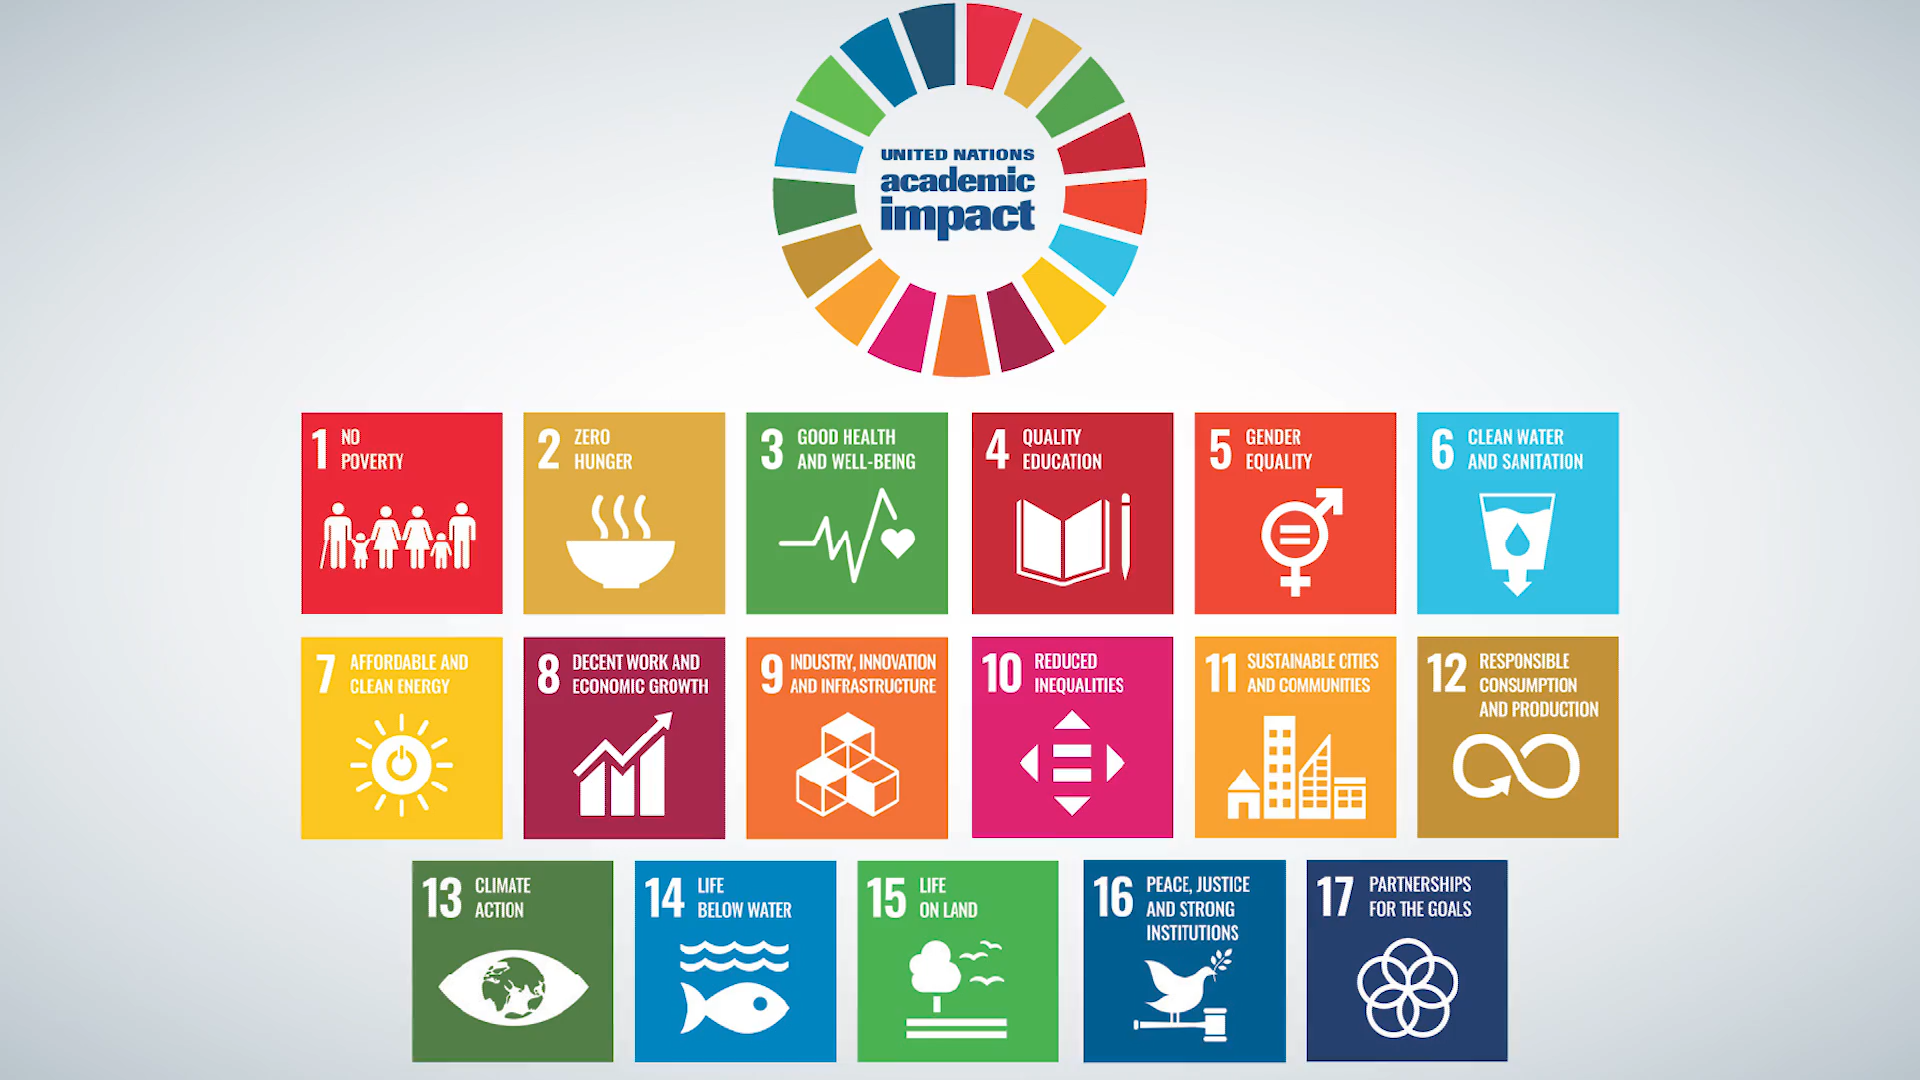 UNITED NATIONS
academic
impact
1 NO
POVERTY
2 ZERO
HUNGER
3 GOOD HEALTH
AND WELL-BEING
4 QUALITY
EDUCATION
5 GENDER
EQUALITY
6 CLEAN WATER
AND SANITATION
7 AFFORDABLE AND
CLEAN ENERGY
8 DECENT WORK AND
ECONOMIC GROWTH
9 INDUSTRY, INNOVATION
AND INFRASTRUCTURE
10 REDUCED
INEQUALITIES
11 SUSTAINABLE CITIES
AND COMMUNITIES
12 RESPONSIBLE
CONSUMPTION
AND PRODUCTION
13 CLIMATE
ACTION
14 LIFE
BELOW WATER
15 LIFE
ON LAND
16 PEACE, JUSTICE
AND STRONG
INSTITUTIONS
17 PARTNERSHIPS
FOR THE GOALS